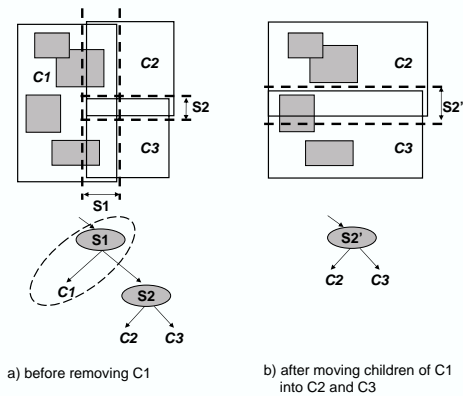 C1
C2
S2
C3
S1
C2
S2'
C3
S1
C1
S2
C2
C3
S2'
C2
C3
a) before removing C1
b) after moving children of C1
into C2 and C3